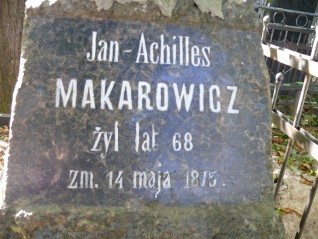 Jan-Achilles
MAKAROWICZ
żył lat 68
zm. 14 maja 1875.